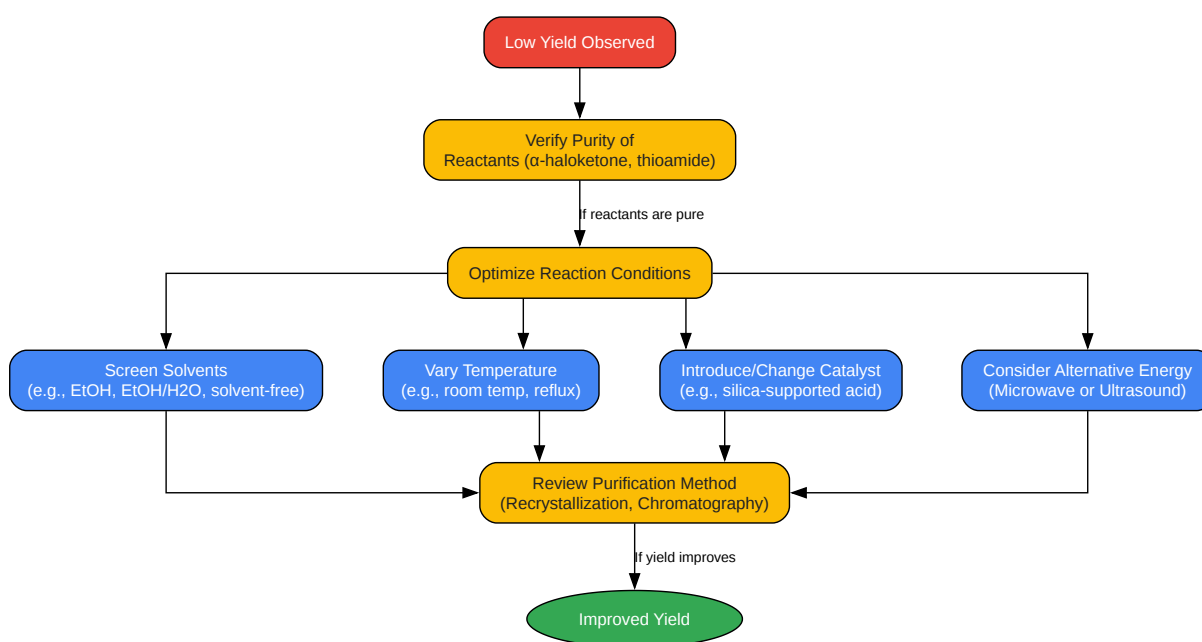 Low Yield Observed
Verify Purity of
Reactants (α-haloketone, thioamide)
If reactants are pure
Optimize Reaction Conditions
Screen Solvents
(e.g., EtOH, EtOH/H2O, solvent-free)
Vary Temperature
(e.g., room temp, reflux)
Introduce/Change Catalyst
(e.g., silica-supported acid)
Consider Alternative Energy
(Microwave or Ultrasound)
Review Purification Method
(Recrystallization, Chromatography)
If yield improves
Improved Yield